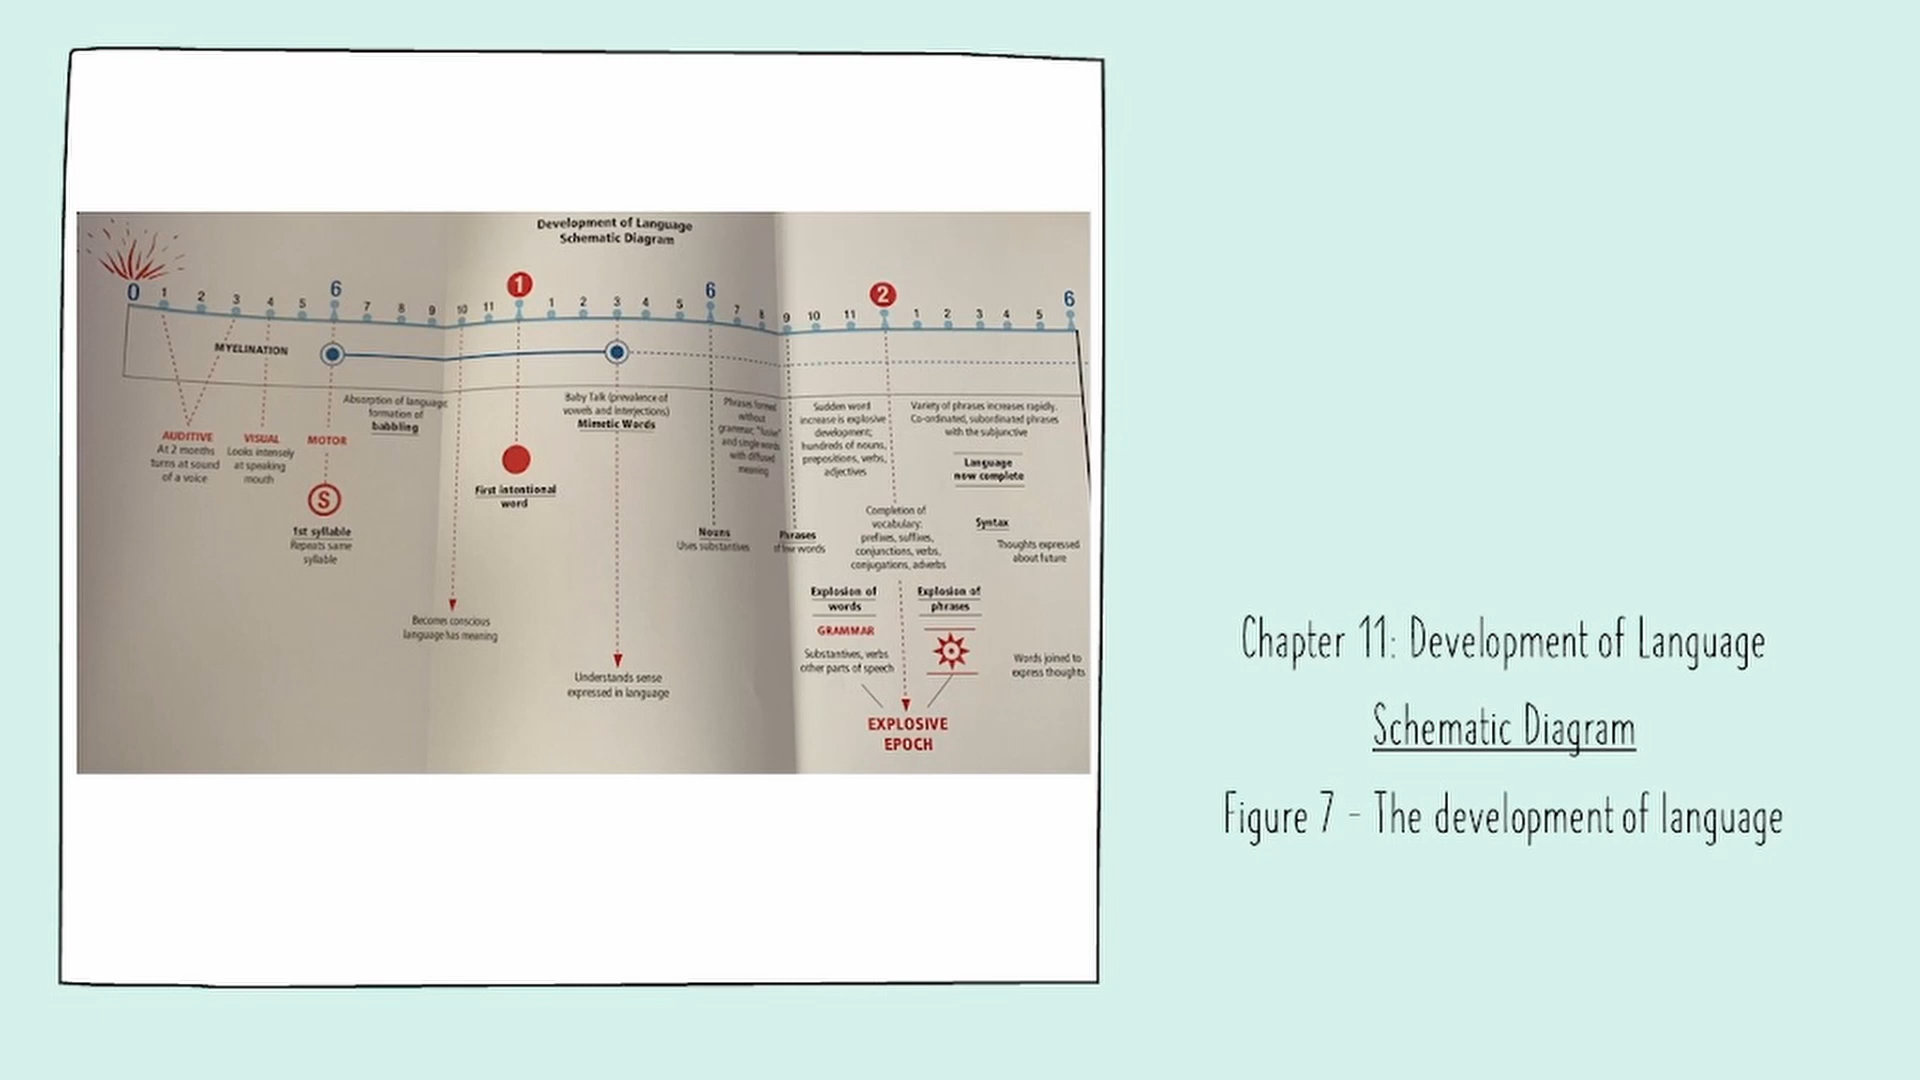 Development of Language
Schematic Diagram
0 1 2 3 4 5 6 7 8 9 10 11 1 1 2 3 4 5 6 7 8 9 10 11 2 1 2 3 4 5 6
MYELINATION
AUDITIVE
At 2 months
turns at sound
of a voice
VISUAL
Looks intensely
at speaking
mouth
MOTOR
S
1st syllable
Repeats same
syllable
Absorption of language;
formation of
babbling
Becomes conscious
language has meaning
First intentional
word
Baby Talk (prevalence of
vowels and interjections)
Mimetic Words
Understands sense
expressed in language
Phrases formed
without
grammar; "fusive"
and single words
with diffused
meaning
Nouns
Uses substantives
Phrases
of few words
Sudden word
increase is explosive
development;
hundreds of nouns,
prepositions, verbs,
adjectives
Completion of
vocabulary:
prefixes, suffixes,
conjunctions, verbs,
conjugations, adverbs
Variety of phrases increases rapidly.
Co-ordinated, subordinated phrases
with the subjunctive
Language
now complete
Syntax
Thoughts expressed
about future
Explosion of
words
GRAMMAR
Substantives, verbs
other parts of speech
Explosion of
phrases
Words joined to
express thoughts
EXPLOSIVE
EPOCH
Chapter 11: Development of Language
Schematic Diagram
Figure 7 - The development of language